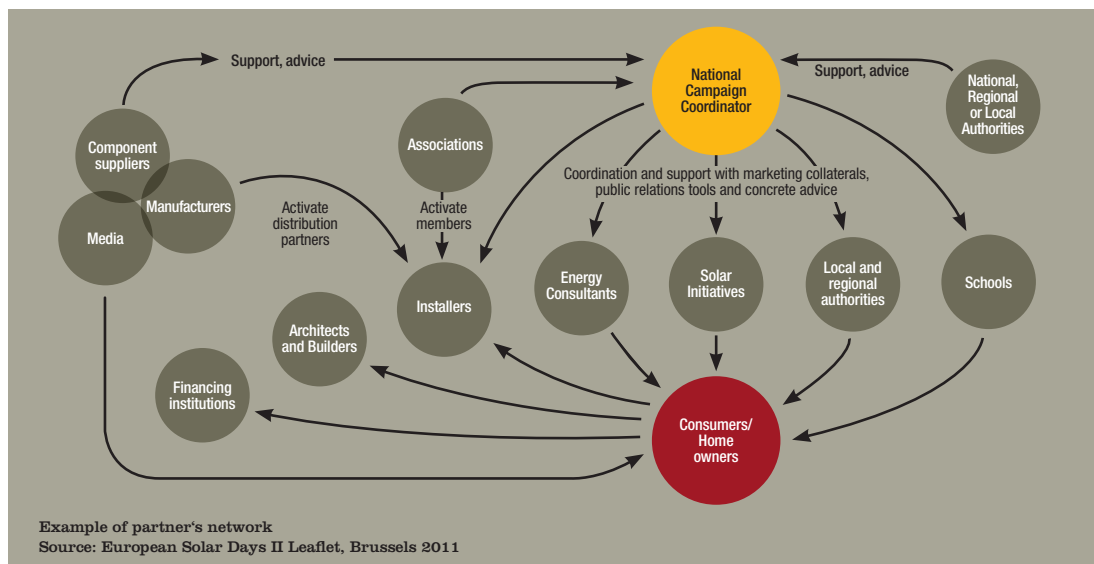 Support, advice
National
Campaign
Coordinator
Support, advice
National,
Regional
or Local
Authorities
Component
suppliers
Associations
Manufacturers
Media
Activate
distribution
partners
Activate
members
Coordination and support with marketing collaterals,
public relations tools and concrete advice
Installers
Energy
Consultants
Solar
Initiatives
Local and
regional
authorities
Schools
Architects
and Builders
Financing
institutions
Consumers/
Home
owners
Example of partner‘s network
Source: European Solar Days II Leaflet, Brussels 2011